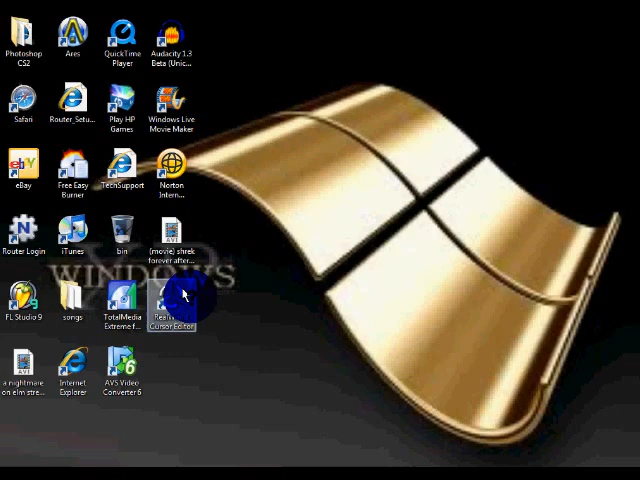 Photoshop
CS2
Ares
QuickTime
Player
Audacity 1.3
Beta (Unic...
Safari
Router_Setu...
Play HP
Games
Windows Live
Movie Maker
eBay
Free Easy
Burner
TechSupport
Norton
Intern...
Router Login
iTunes
bin
(movie) shrek
forever after...
WINDOWS
FL Studio 9
songs
TotalMedia
Extreme f...
Cursor Editor
a nightmare
on elm stre...
Internet
Explorer
AVS Video
Converter 6